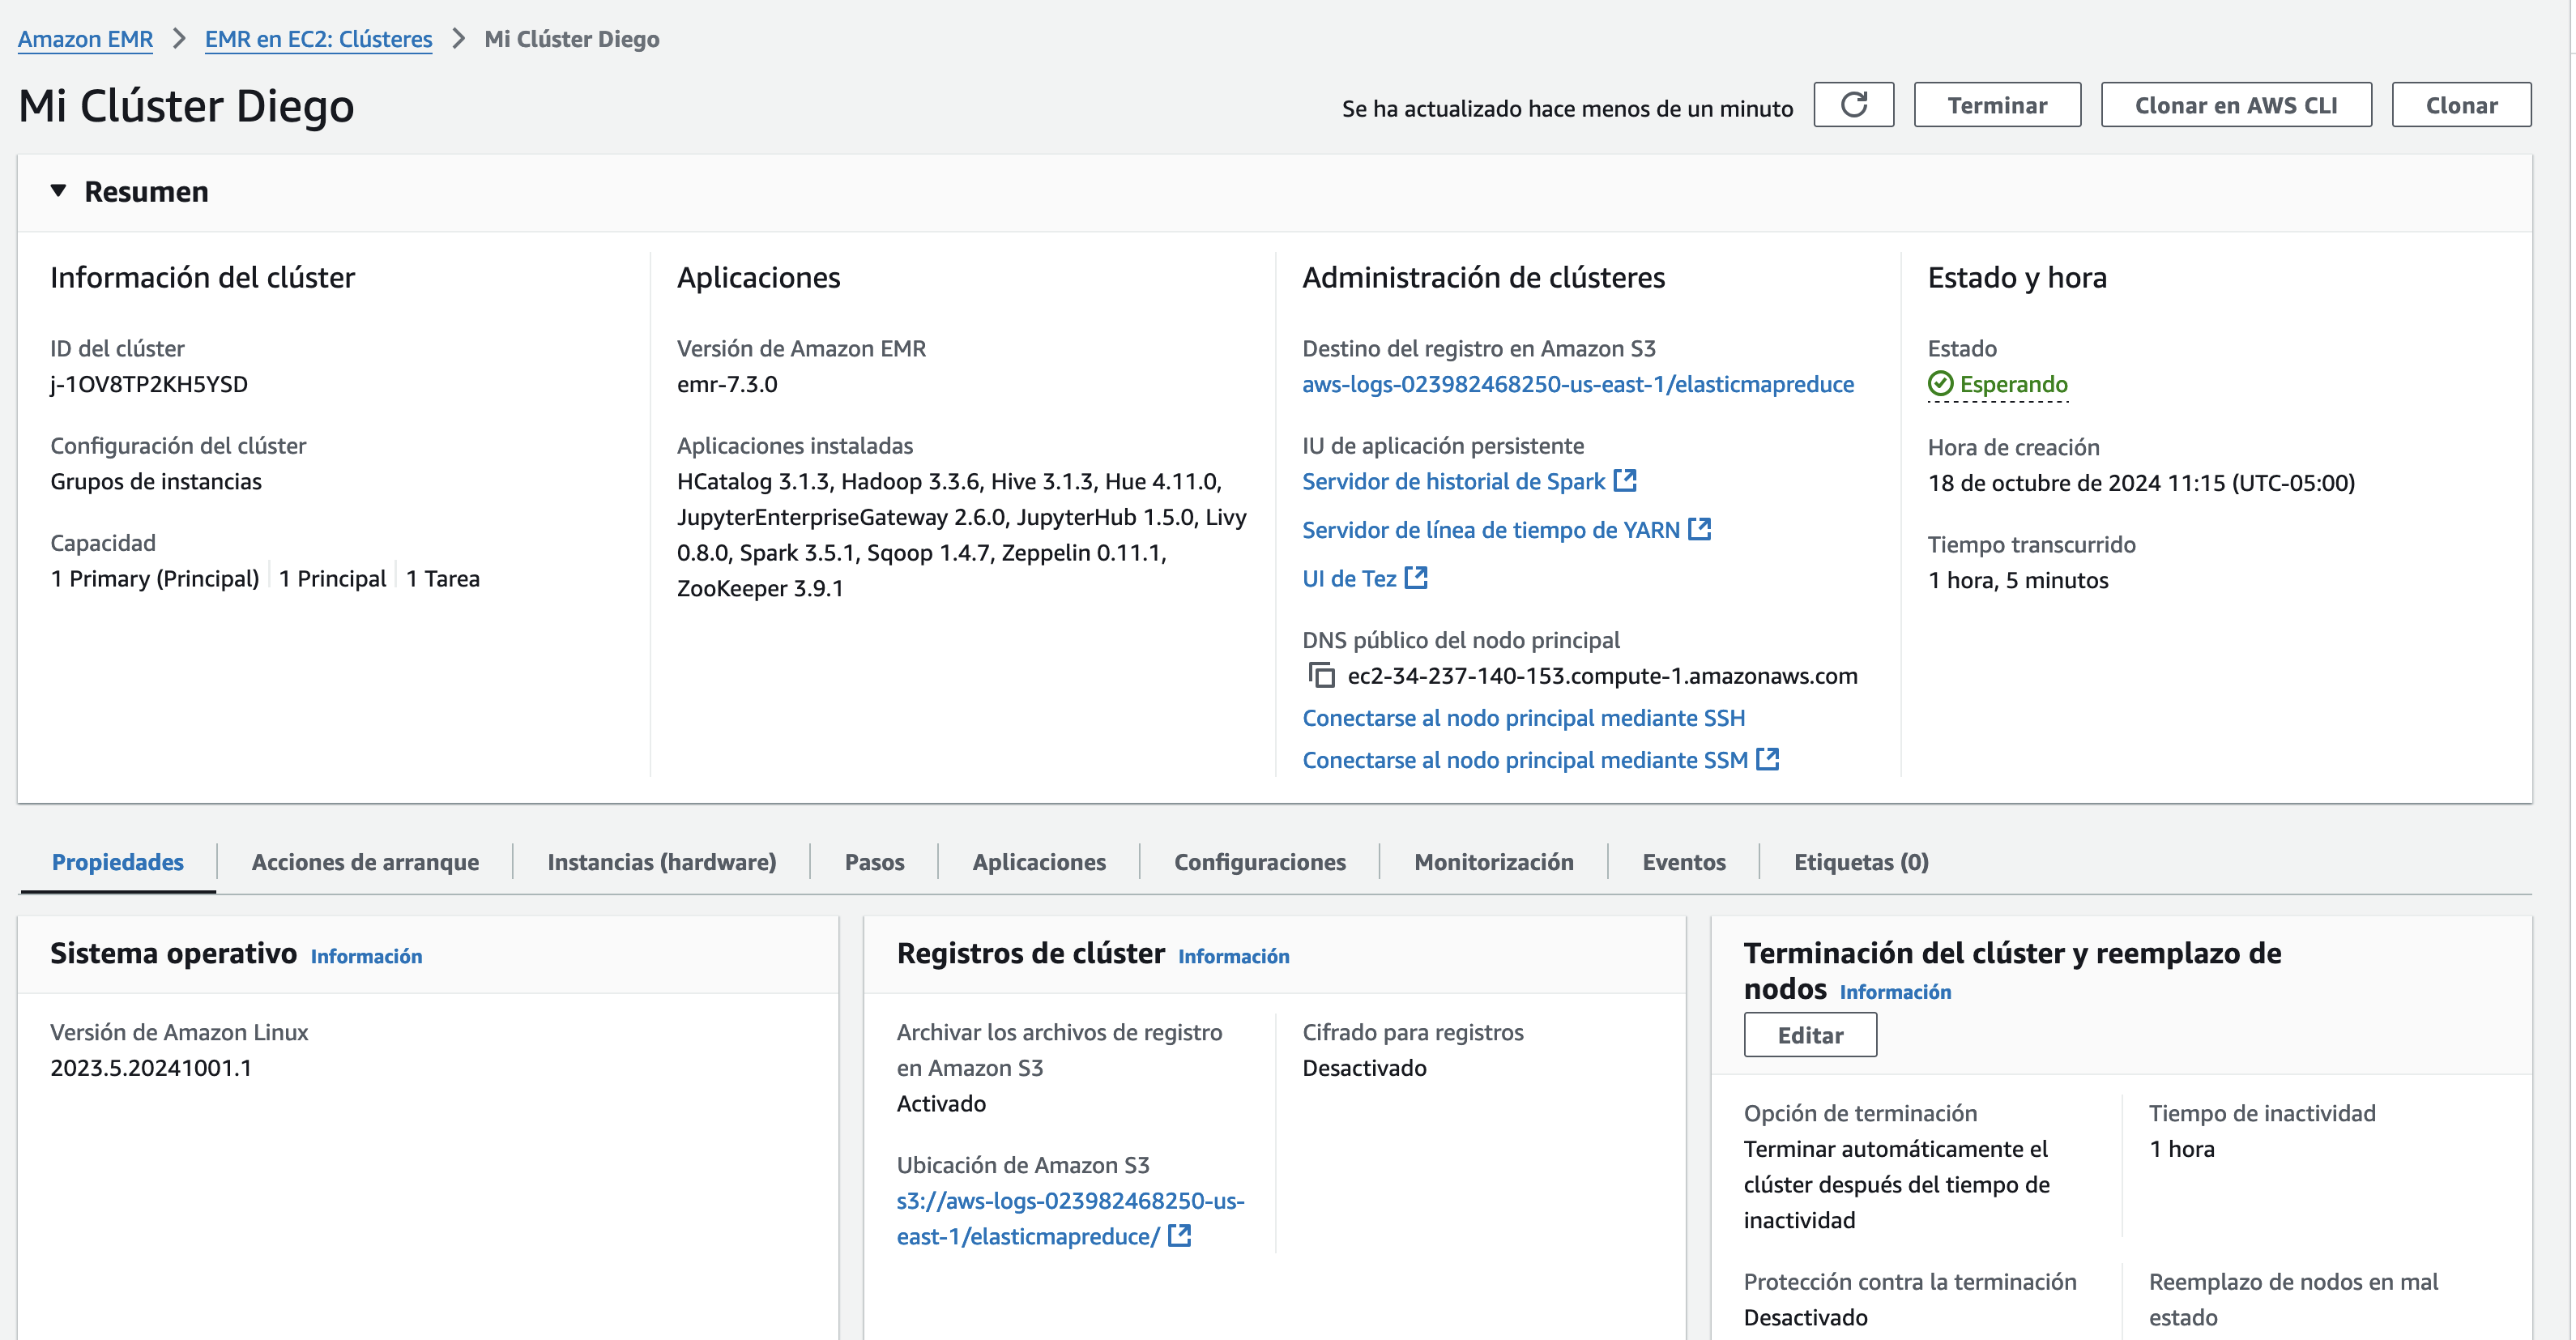 Amazon EMR > EMR en EC2: Clústeres > Mi Clúster Diego
Mi Clúster Diego
Se ha actualizado hace menos de un minuto
Terminar
Clonar en AWS CLI
Clonar
Resumen
Información del clúster
ID del clúster
j-1OV8TP2KH5YSD
Configuración del clúster
Grupos de instancias
Capacidad
1 Primary (Principal) 1 Principal 1 Tarea
Aplicaciones
Versión de Amazon EMR
emr-7.3.0
Aplicaciones instaladas
HCatalog 3.1.3, Hadoop 3.3.6, Hive 3.1.3, Hue 4.11.0,
JupyterEnterpriseGateway 2.6.0, JupyterHub 1.5.0, Livy
0.8.0, Spark 3.5.1, Sqoop 1.4.7, Zeppelin 0.11.1,
ZooKeeper 3.9.1
Administración de clústeres
Destino del registro en Amazon S3
aws-logs-023982468250-us-east-1/elasticmapreduce
IU de aplicación persistente
Servidor de historial de Spark
Servidor de línea de tiempo de YARN
UI de Tez
DNS público del nodo principal
ec2-34-237-140-153.compute-1.amazonaws.com
Conectarse al nodo principal mediante SSH
Conectarse al nodo principal mediante SSM
Estado y hora
Estado
Esperando
Hora de creación
18 de octubre de 2024 11:15 (UTC-05:00)
Tiempo transcurrido
1 hora, 5 minutos
Propiedades
Acciones de arranque
Instancias (hardware)
Pasos
Aplicaciones
Configuraciones
Monitorización
Eventos
Etiquetas (0)
Sistema operativo Información
Versión de Amazon Linux
2023.5.20241001.1
Registros de clúster Información
Archivar los archivos de registro
en Amazon S3
Activado
Ubicación de Amazon S3
s3://aws-logs-023982468250-us-
east-1/elasticmapreduce/
Cifrado para registros
Desactivado
Terminación del clúster y reemplazo de
nodos Información
Editar
Opción de terminación
Terminar automáticamente el
clúster después del tiempo de
inactividad
Tiempo de inactividad
1 hora
Protección contra la terminación
Desactivado
Reemplazo de nodos en mal
estado